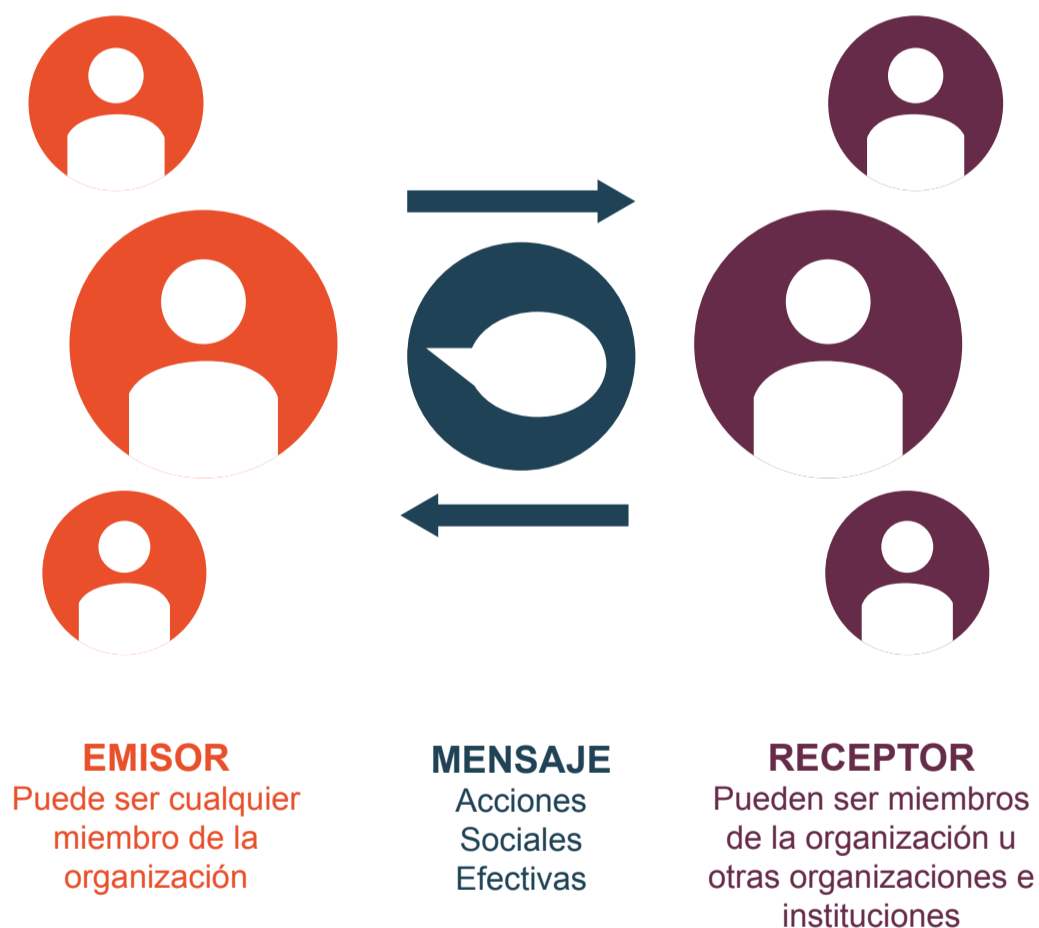 EMISOR
Puede ser cualquier
miembro de la
organización
MENSAJE
Acciones
Sociales
Efectivas
RECEPTOR
Pueden ser miembros
de la organización u
otras organizaciones e
instituciones